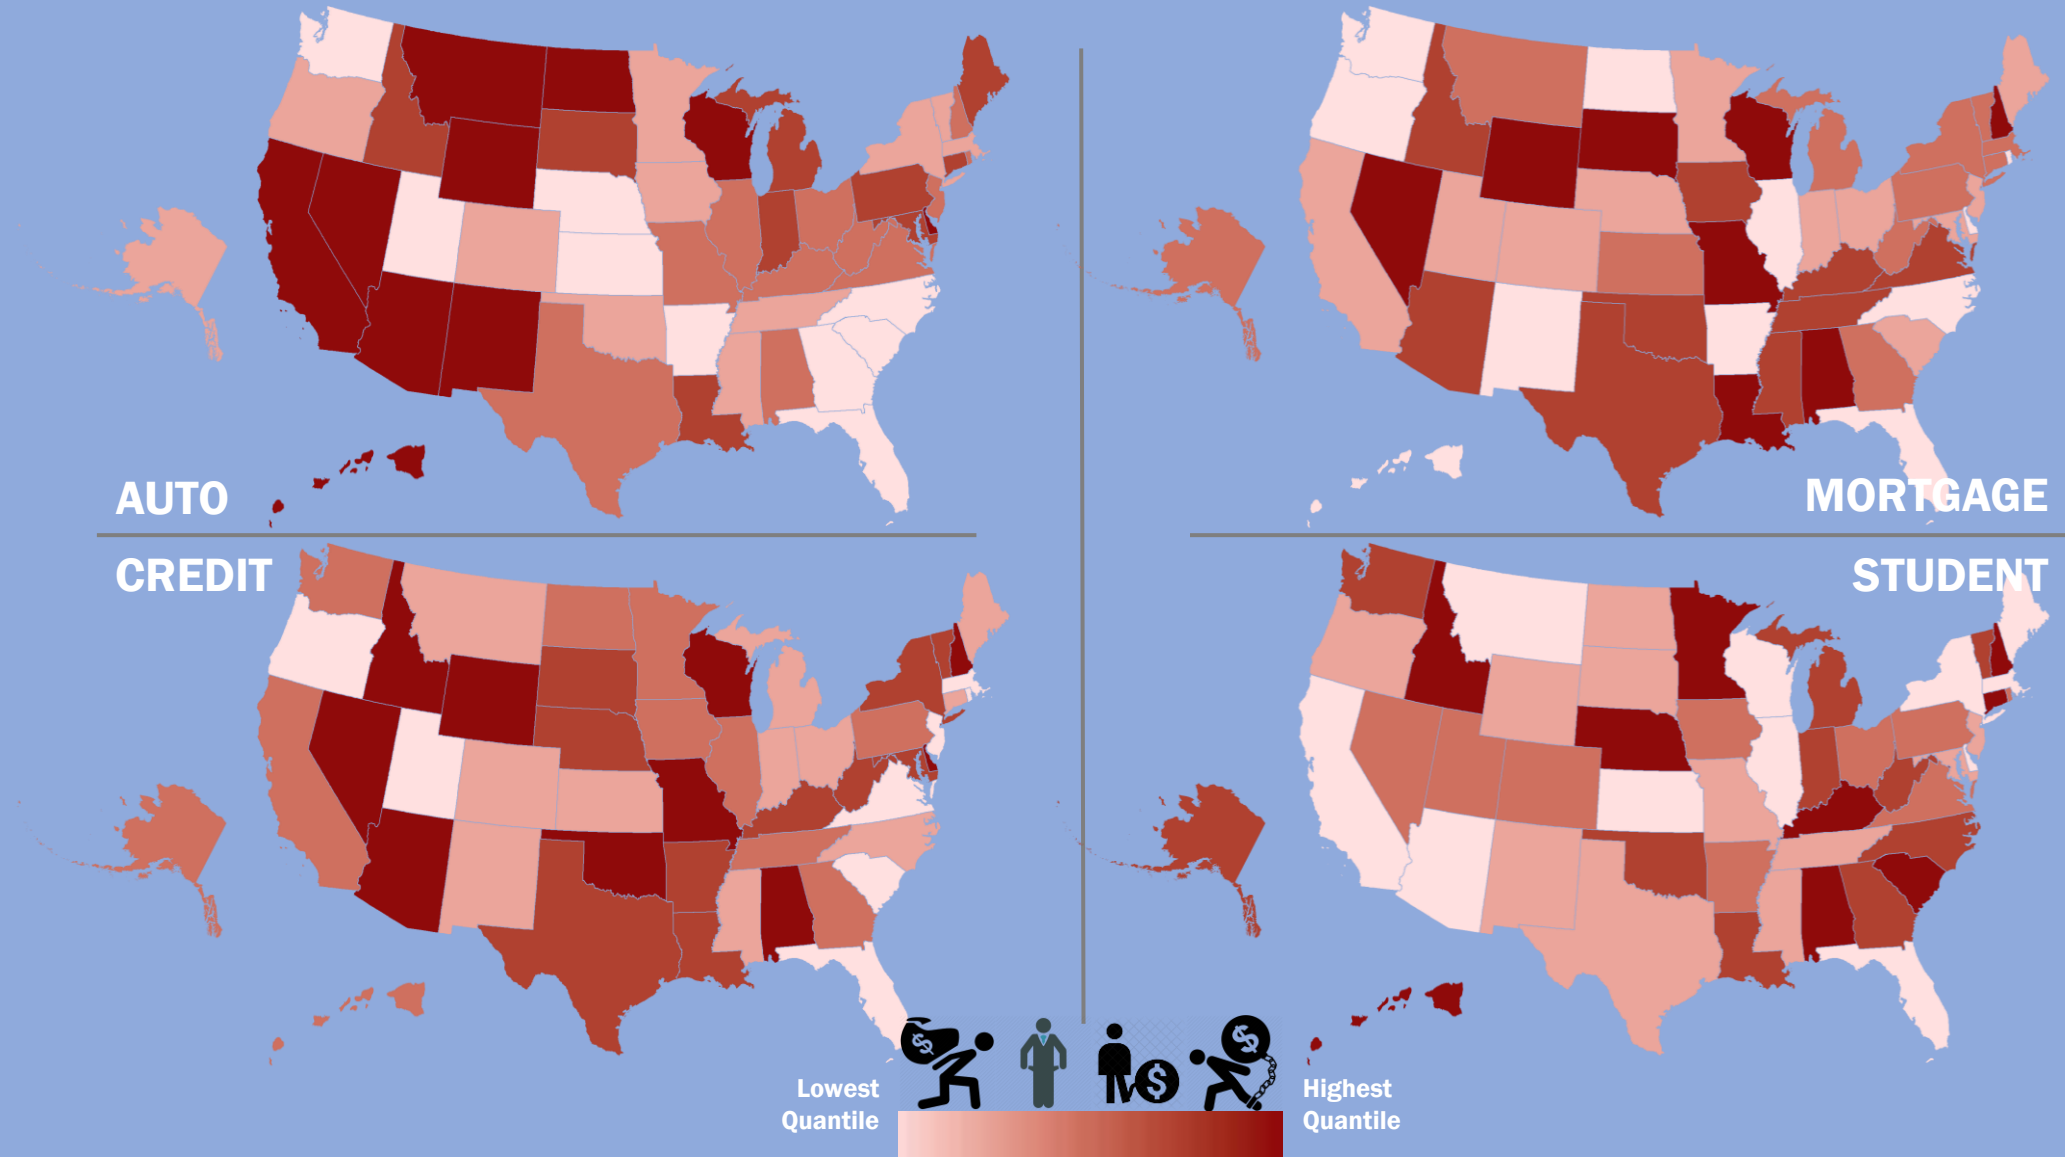 AUTO
MORTGAGE
CREDIT
STUDENT
$
$
$
Lowest
Quantile
Highest
Quantile